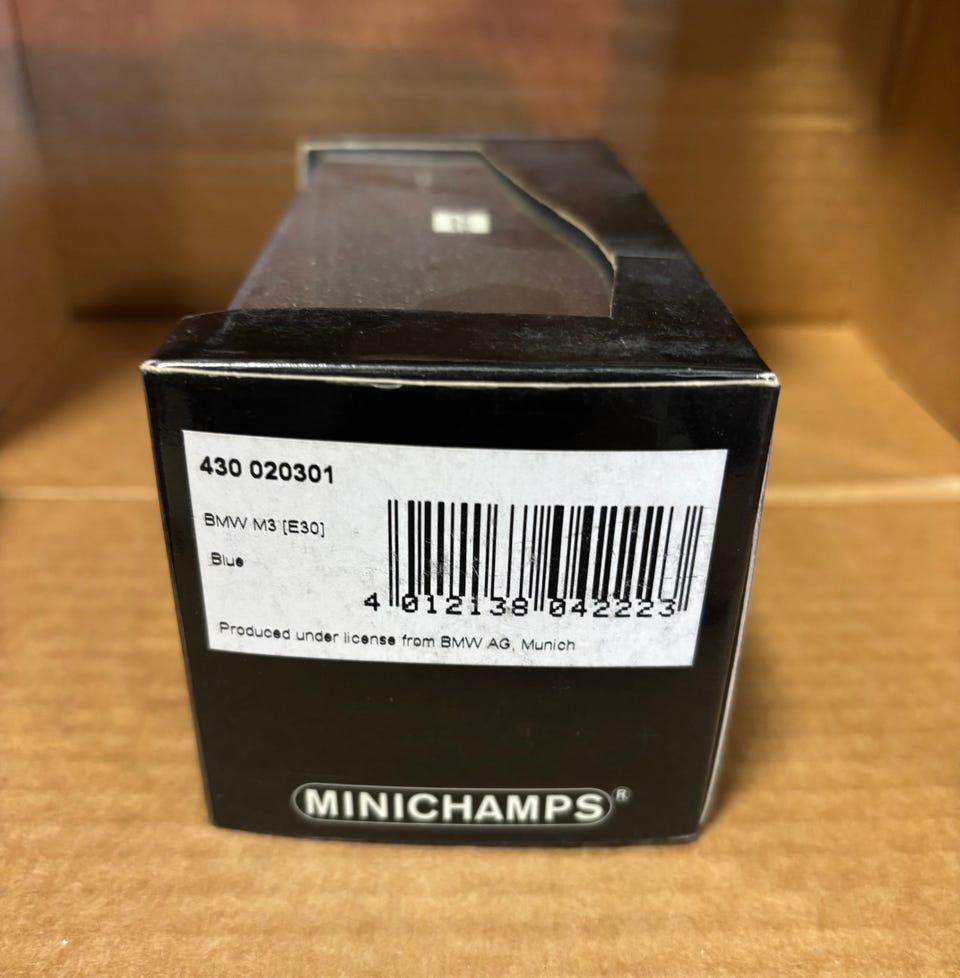 430 020301
BMW M3 [E30]
Blue
4 012138 042223
Produced under license from BMW AG, Munich
MINICHAMPS®